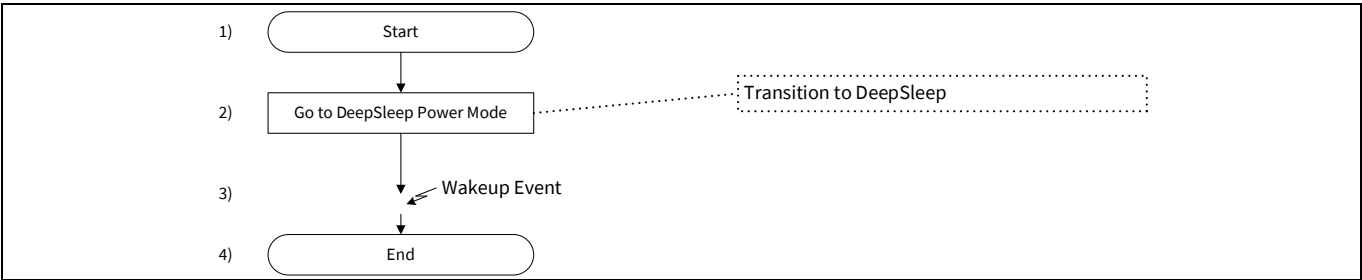 1) Start
2) Go to DeepSleep Power Mode Transition to DeepSleep
3) Wakeup Event
4) End